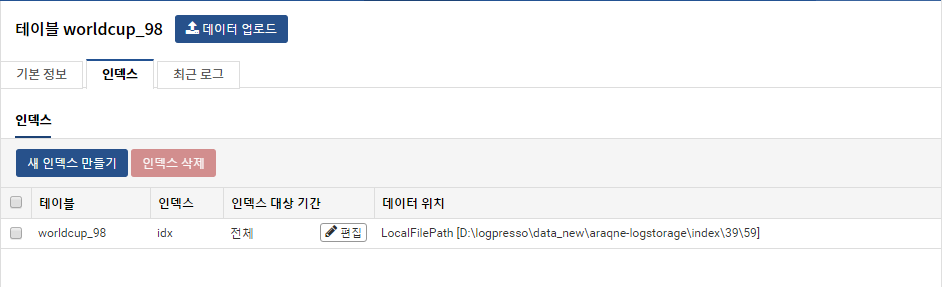 테이블 worldcup_98 데이터 업로드
기본 정보 인덱스 최근 로그
인덱스
새 인덱스 만들기 인덱스 삭제
테이블 인덱스 인덱스 대상 기간 데이터 위치
worldcup_98 idx 전체 편집 LocalFilePath [D:\logpresso\data_new\araqne-logstorage\index\39\59]